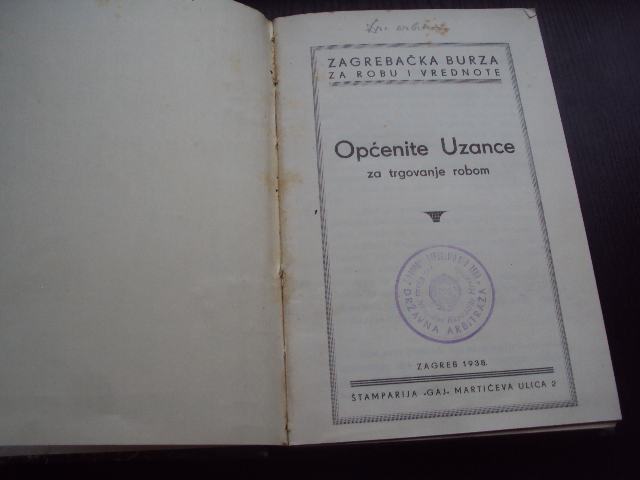 ZAGREBAČKA BURZA
ZA ROBU I VREDNOTE
Općenite Uzance
za trgovanje robom
DRŽAVNA ARBITRAŽA
ZAGREB 1938.
ŠTAMPARIJA „GAJ“ MARTIĆEVA ULICA 2